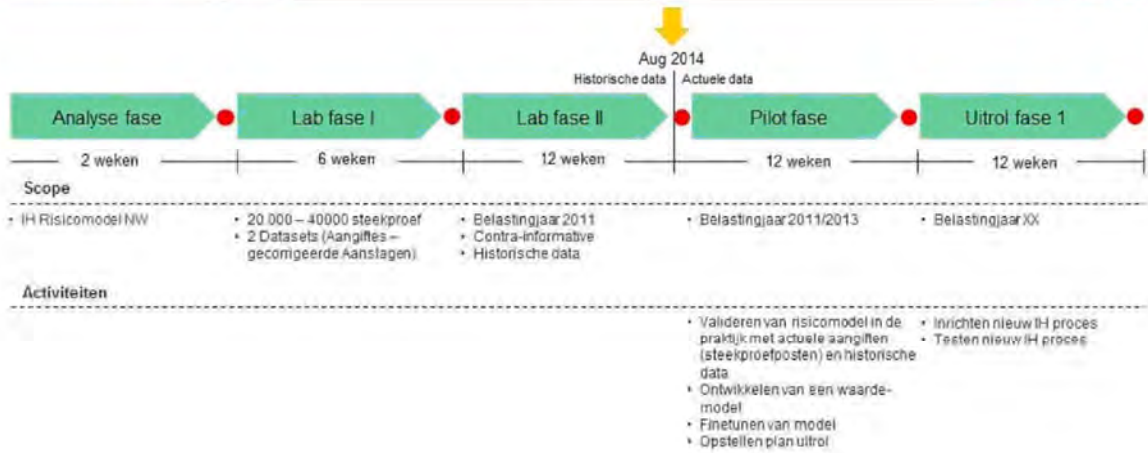 Aug 2014
Historische data | Actuele data
Analyse fase
Lab fase I
Lab fase II
Pilot fase
Uitrol fase 1
2 weken
6 weken
12 weken
12 weken
12 weken
Scope
• IH Risicomodel NW
• 20.000 – 40000 steekproef
• 2 Datasets (Aangiftes –
gecorrigeerde Aanslagen)
• Belastingjaar 2011
• Contra-informative
• Historische data
• Belastingjaar 2011/2013
• Belastingjaar XX
Activiteiten
• Valideren van risicomodel in de
praktijk met actuele aangiften
(steekproefposten) en historische
data
• Ontwikkelen van een waarde-
model
• Finetunen van model
• Opstellen plan uitrol
• Inrichten nieuw IH proces
• Testen nieuw IH proces